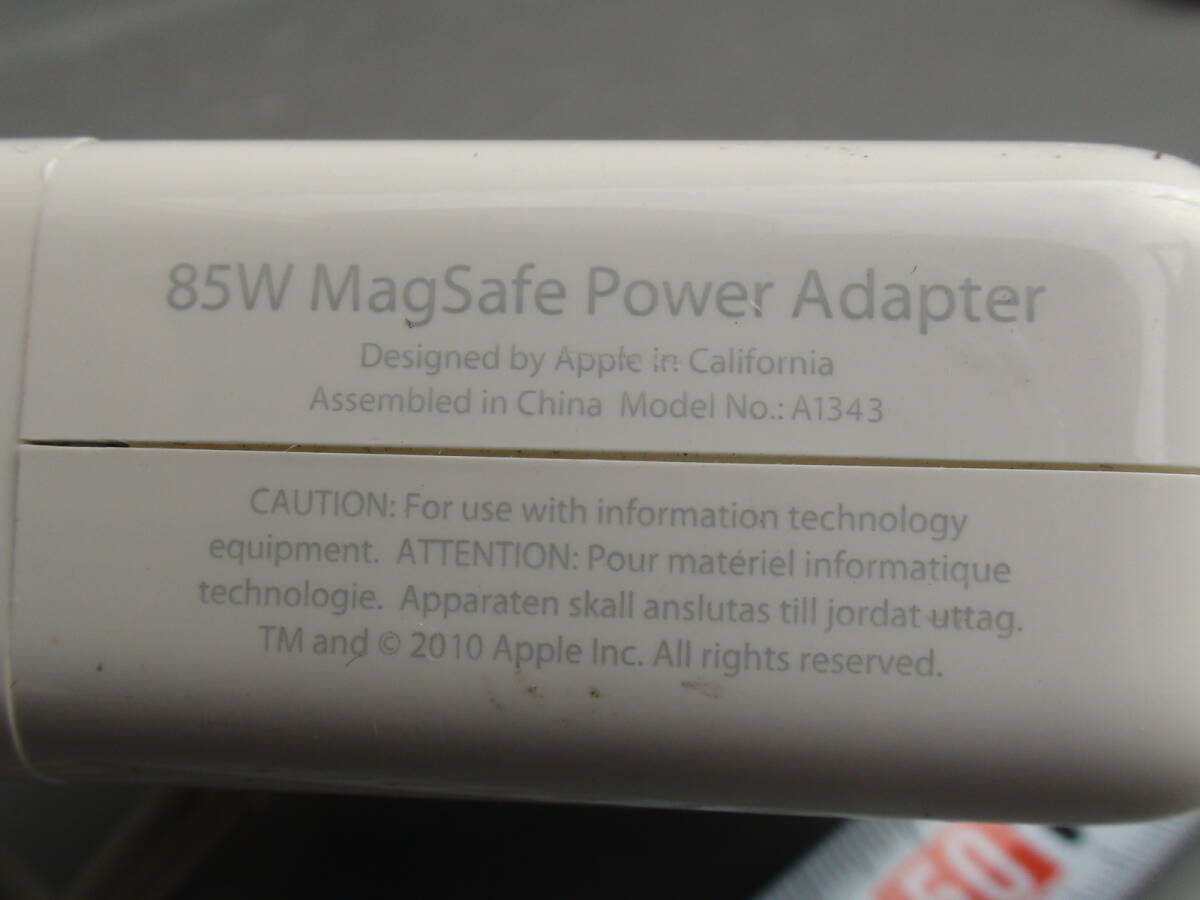 85W MagSafe Power Adapter
Designed by Apple in California
Assembled in China Model No.: A1343
CAUTION: For use with information technology
equipment. ATTENTION: Pour matériel informatique
technologie. Apparaten skall anslutas till jordat uttag.
TM and © 2010 Apple Inc. All rights reserved.
50